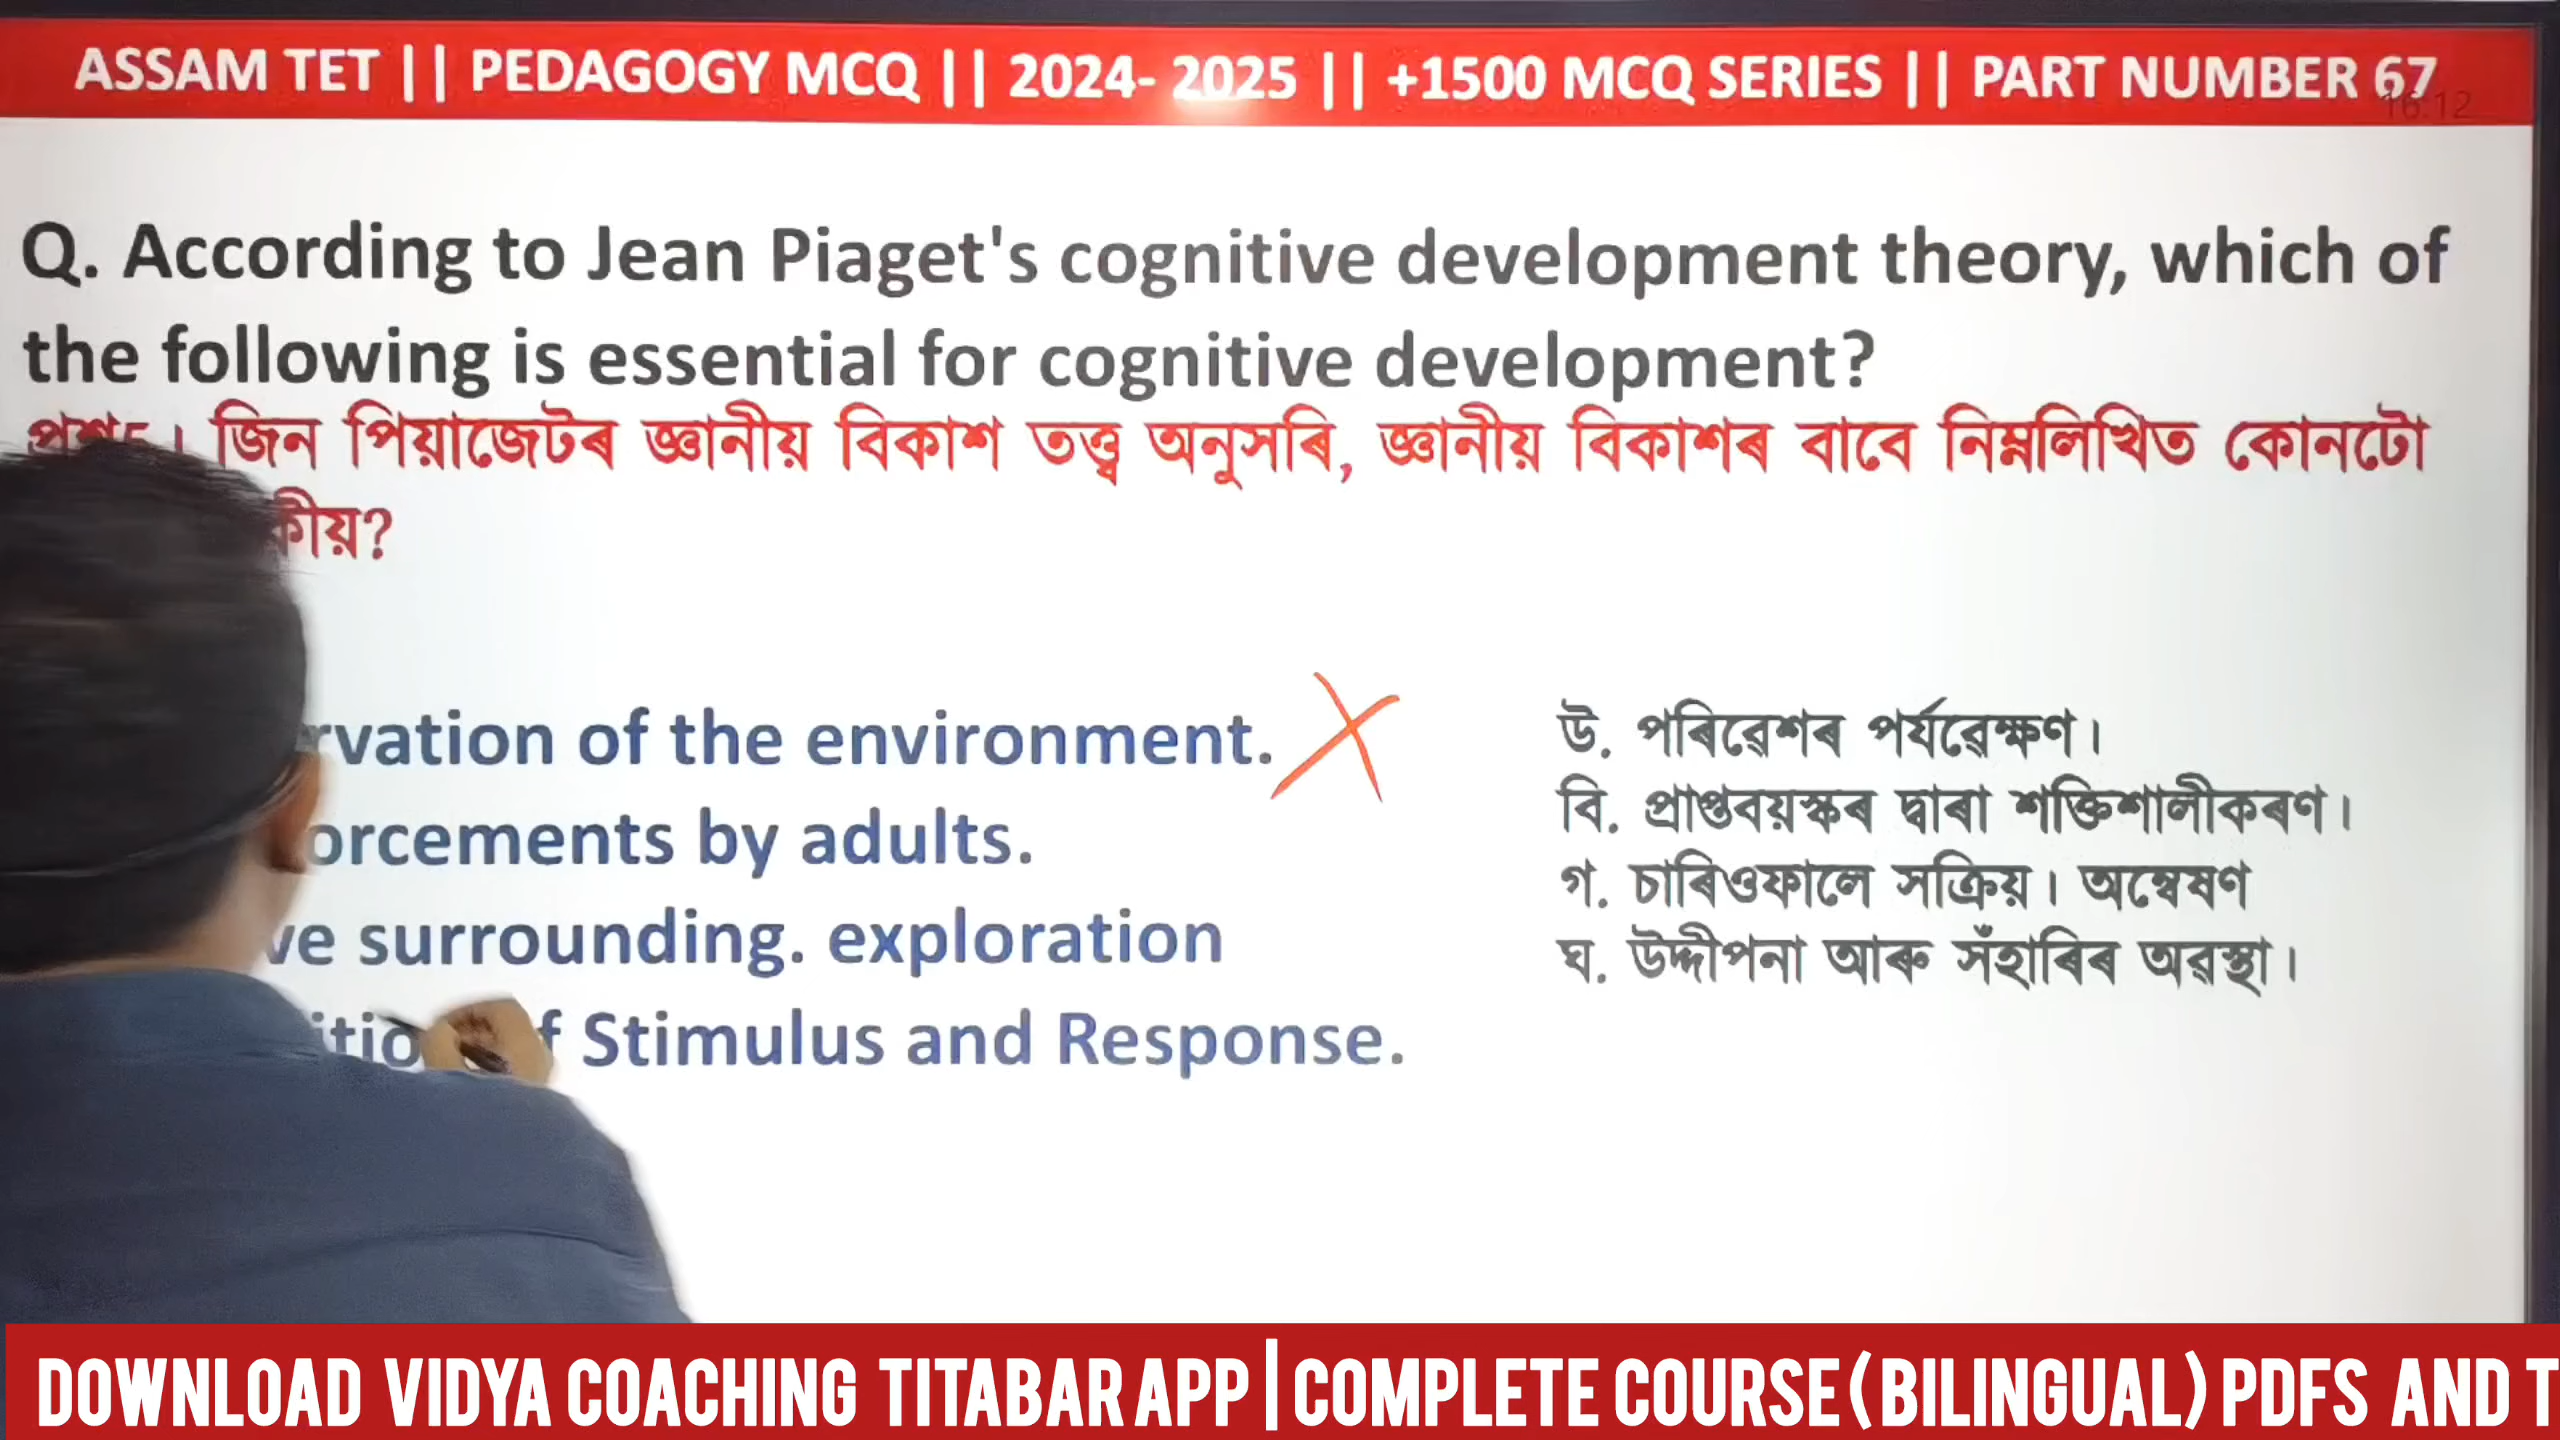 ASSAM TET || PEDAGOGY MCQ || 2024- 2025 || +1500 MCQ SERIES || PART NUMBER 67
16:12
Q. According to Jean Piaget's cognitive development theory, which of
the following is essential for cognitive development?
জিন পিয়াজেটৰ জ্ঞানীয় বিকাশ তত্ত্ব অনুসৰি, জ্ঞানীয় বিকাশৰ বাবে নিম্নলিখিত কোনটো
of the environment.
by adults.
surrounding. exploration
Stimulus and Response.
উ. পৰিৱেশৰ পৰ্যৱেক্ষণ।
বি. প্ৰাপ্তবয়স্কৰ দ্বাৰা শক্তিশালীকৰণ।
গ. চাৰিওফালে সক্ৰিয়। অন্বেষণ
ঘ. উদ্দীপনা আৰু সঁহাৰিৰ অৱস্থা।
DOWNLOAD VIDYA COACHING TITABAR APP | COMPLETE COURSE (BILINGUAL) PDFS AND T